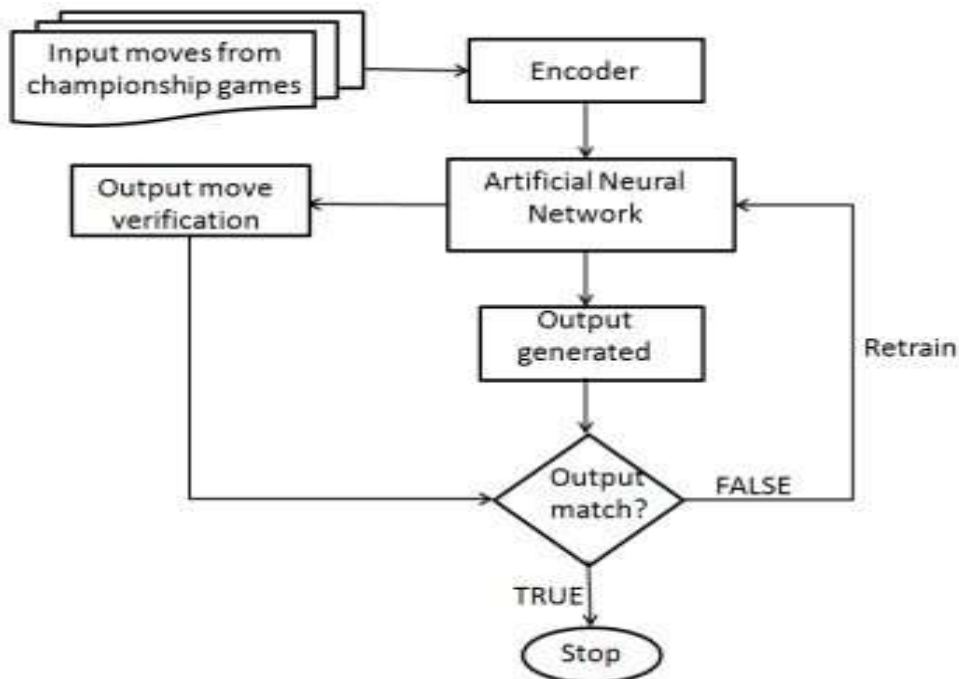 Input moves from
championship games
Encoder
Artificial Neural
Network
Output move
verification
Output
generated
Retrain
Output
match?
FALSE
TRUE
Stop